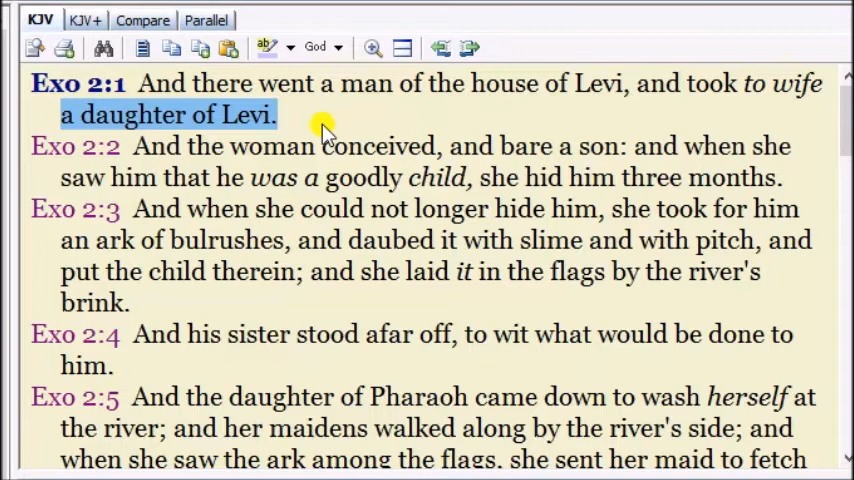 KJV KJV+ Compare Parallel
ab God
Exo 2:1 And there went a man of the house of Levi, and took to wife
a daughter of Levi.
Exo 2:2 And the woman conceived, and bare a son: and when she
saw him that he was a goodly child, she hid him three months.
Exo 2:3 And when she could not longer hide him, she took for him
an ark of bulrushes, and daubed it with slime and with pitch, and
put the child therein; and she laid it in the flags by the river's
brink.
Exo 2:4 And his sister stood afar off, to wit what would be done to
him.
Exo 2:5 And the daughter of Pharaoh came down to wash herself at
the river; and her maidens walked along by the river's side; and
when she saw the ark among the flags, she sent her maid to fetch